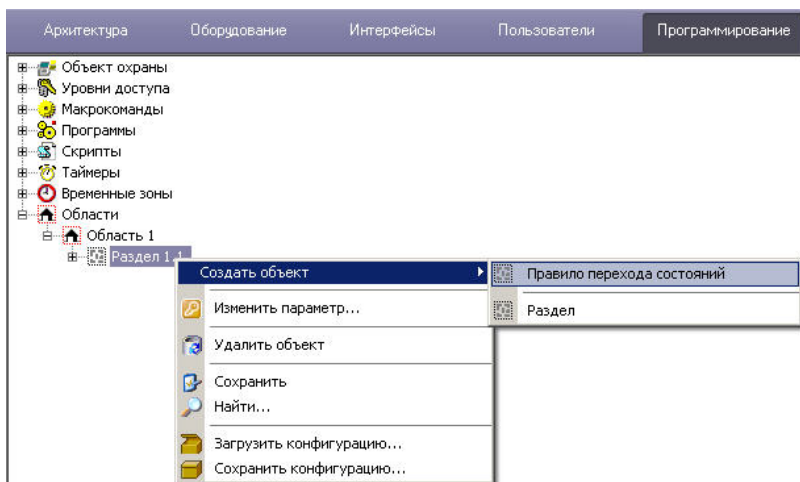 Архитектура Оборудование Интерфейсы Пользователи Программирование
Объект охраны
Уровни доступа
Макрокоманды
Программы
Скрипты
Таймеры
Временные зоны
Области
Область 1
Раздел 1.1
Создать объект
Правило перехода состояний
Изменить параметр...
Раздел
Удалить объект
Сохранить
Найти...
Загрузить конфигурацию...
Сохранить конфигурацию...